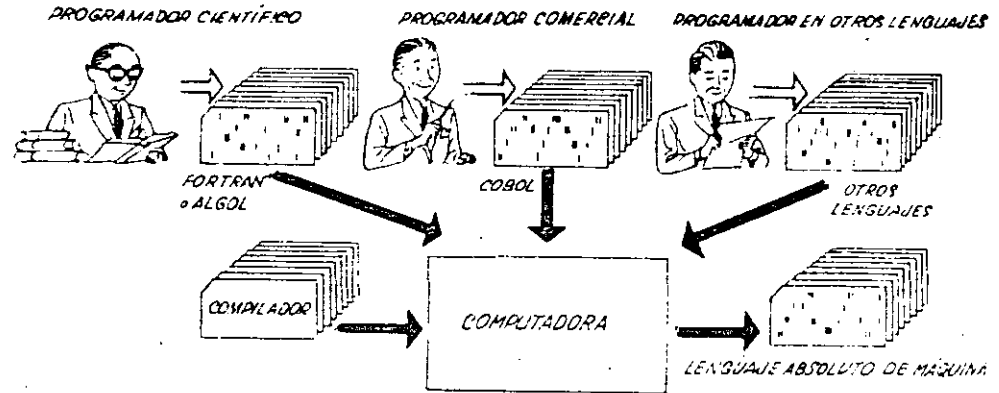 PROGRAMADOR CIENTÍFICO
PROGRAMADOR COMERCIAL
PROGRAMADOR EN OTROS LENGUAJES
FORTRAN
o ALGOL
COBOL
OTROS
LENGUAJES
COMPILADOR
COMPUTADORA
LENGUAJE ABSOLUTO DE MÁQUINA